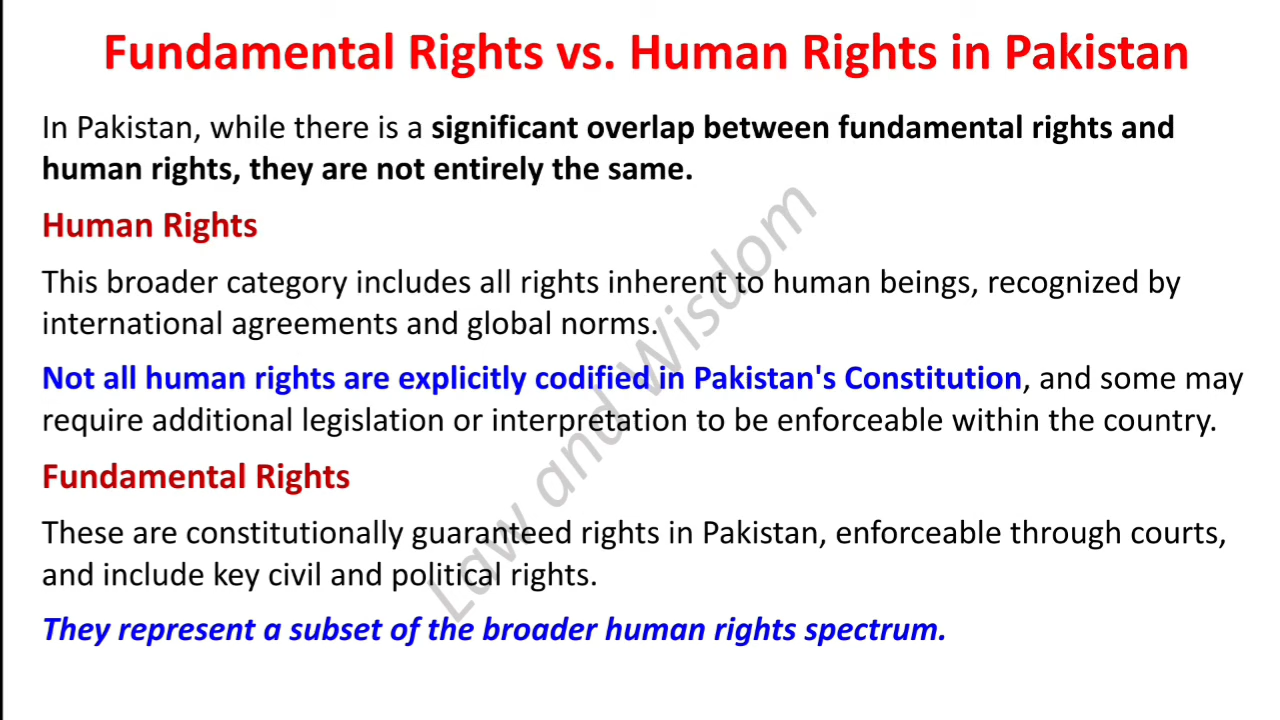 Fundamental Rights vs. Human Rights in Pakistan
In Pakistan, while there is a significant overlap between fundamental rights and
human rights, they are not entirely the same.
Human Rights
This broader category includes all rights inherent to human beings, recognized by
international agreements and global norms.
Not all human rights are explicitly codified in Pakistan's Constitution, and some may
require additional legislation or interpretation to be enforceable within the country.
Fundamental Rights
These are constitutionally guaranteed rights in Pakistan, enforceable through courts,
and include key civil and political rights.
They represent a subset of the broader human rights spectrum.
Law and Wisdom